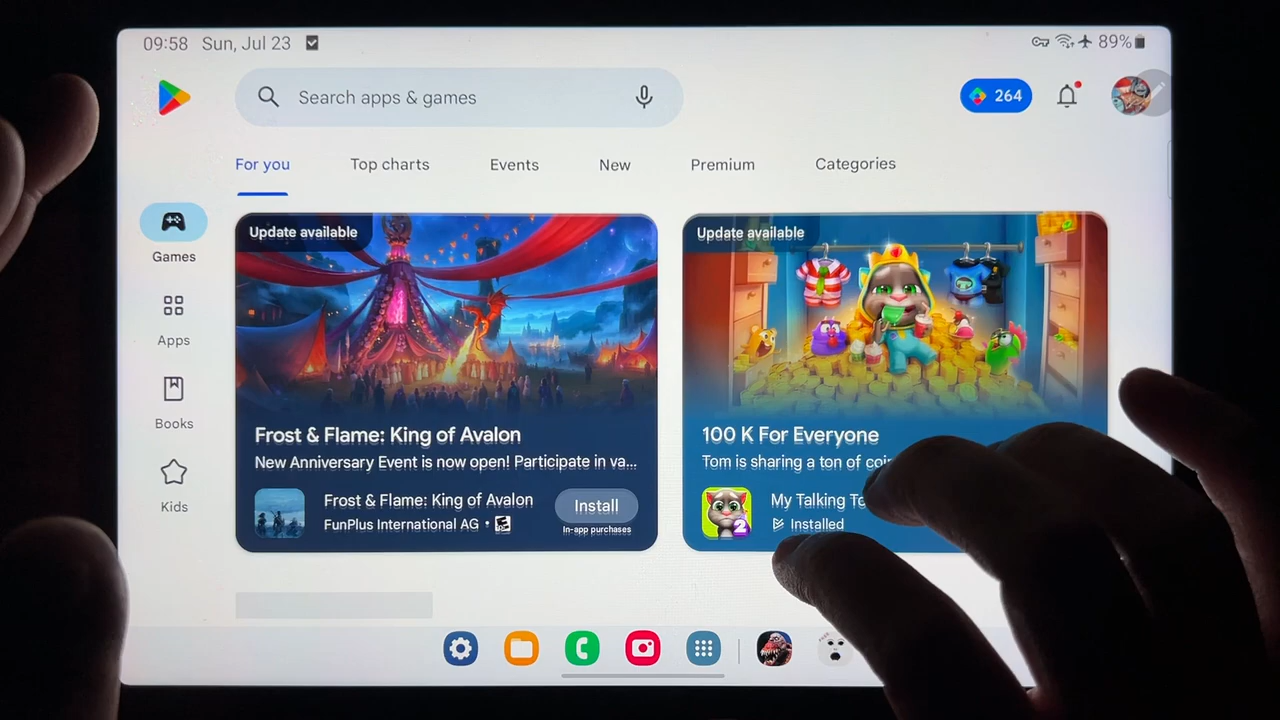 09:58 Sun, Jul 23
89%
Search apps & games
264
For you
Top charts
Events
New
Premium
Categories
Games
Apps
Books
Kids
Update available
Frost & Flame: King of Avalon
New Anniversary Event is now open! Participate in va...
Frost & Flame: King of Avalon
FunPlus International AG •
Install
In-app purchases
Update available
100 K For Everyone
Tom is sharing a ton of
My Talking
2
Installed